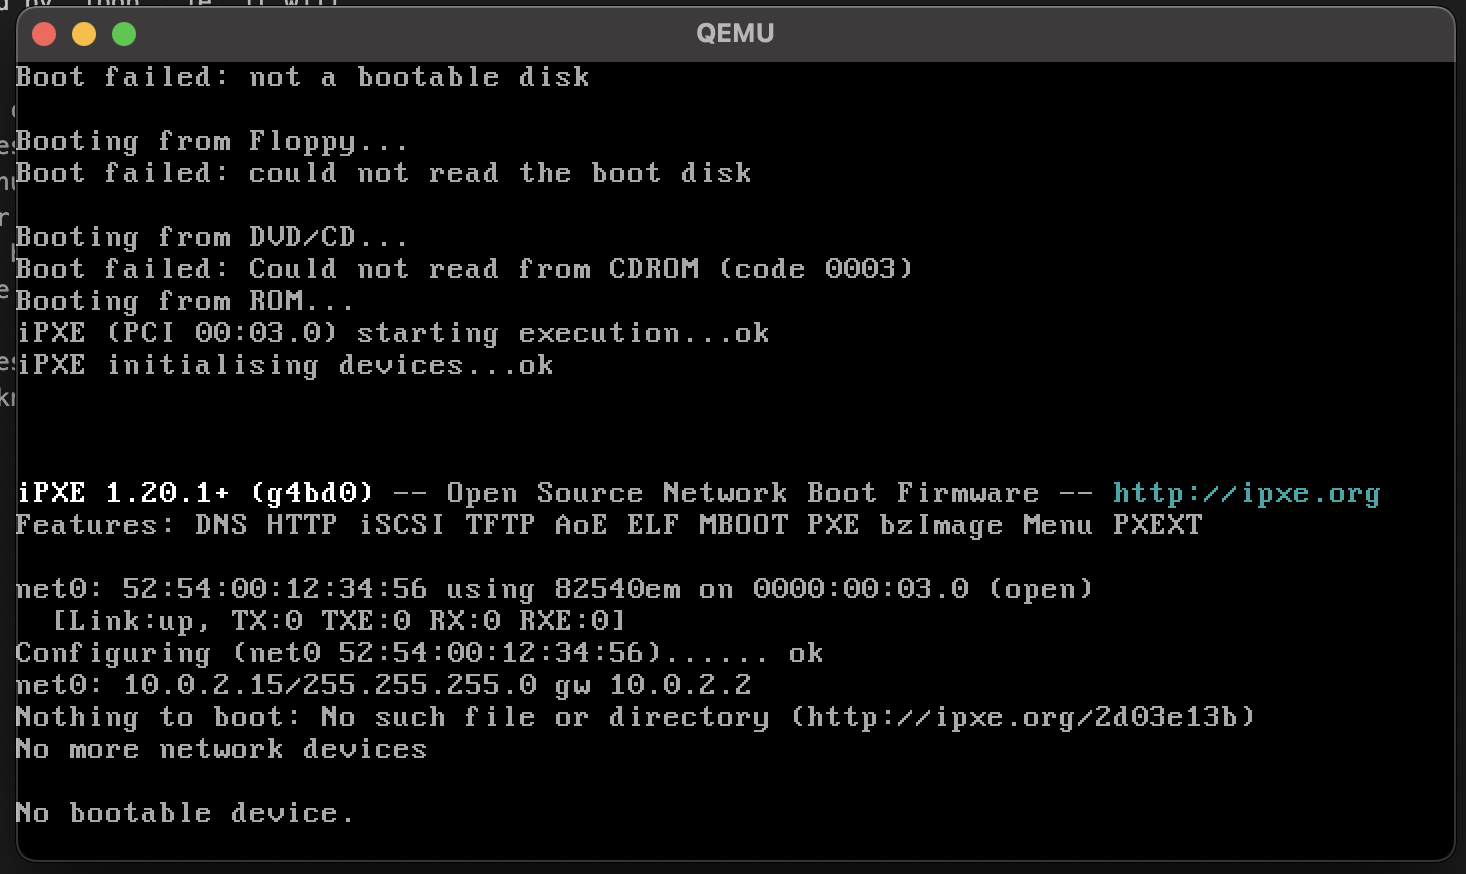 QEMU
Boot failed: not a bootable disk
Booting from Floppy...
Boot failed: could not read the boot disk
Booting from DVD/CD...
Boot failed: Could not read from CDROM (code 0003)
Booting from ROM...
iPXE (PCI 00:03.0) starting execution...ok
iPXE initialising devices...ok
iPXE 1.20.1+ (g4bd0) -- Open Source Network Boot Firmware -- http://ipxe.org
Features: DNS HTTP iSCSI TFTP AoE ELF MBOOT PXE bzImage Menu PXEXT
net0: 52:54:00:12:34:56 using 82540em on 0000:00:03.0 (open)
[Link:up, TX:0 TXE:0 RX:0 RXE:0]
Configuring (net0 52:54:00:12:34:56)...... ok
net0: 10.0.2.15/255.255.255.0 gw 10.0.2.2
Nothing to boot: No such file or directory (http://ipxe.org/2d03e13b)
No more network devices
No bootable device.